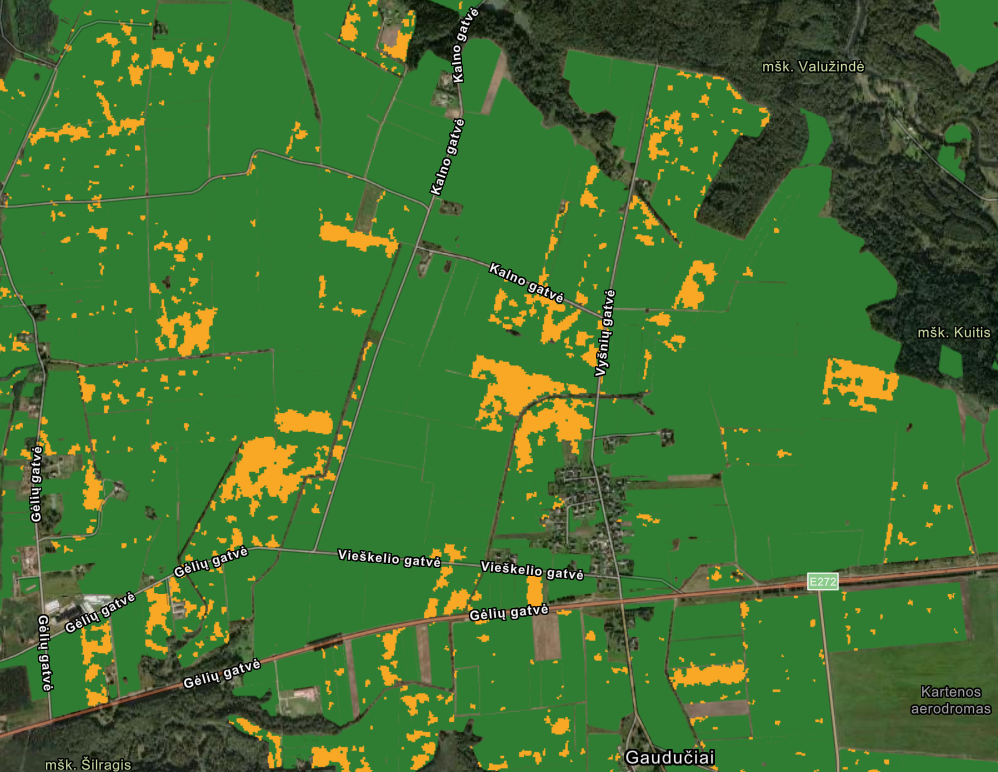 Kalno gatvė
mšk. Valužindė
Kalno gatvė
Kalno gatvė
Vyšnių gatvė
mšk. Kuitis
Gėlių gatvė
Vieškelio gatvė
Vieškelio gatvė
Gėlių gatvė
E272
Gėlių gatvė
Gėlių gatvė
Gėlių gatvė
Gėlių gatvė
Kartenos
aerodromas
Gaudučiai
mšk. Šilragis